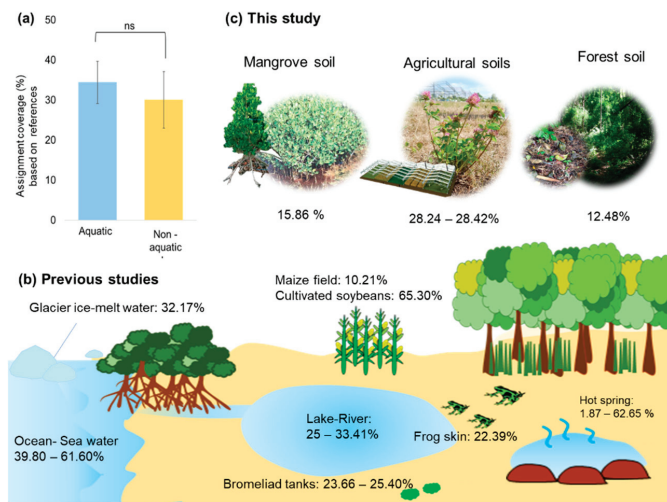 (a)
50
40
30
20
10
0
Assignment coverage (%)
based on references
ns
Aquatic
Non -
aquatic
(c) This study
Mangrove soil
Agricultural soils
Forest soil
15.86 %
28.24 – 28.42%
12.48%
(b) Previous studies
Glacier ice-melt water: 32.17%
Maize field: 10.21%
Cultivated soybeans: 65.30%
Ocean- Sea water
39.80 – 61.60%
Lake-River:
25 – 33.41%
Frog skin: 22.39%
Hot spring:
1.87 – 62.65 %
Bromeliad tanks: 23.66 – 25.40%